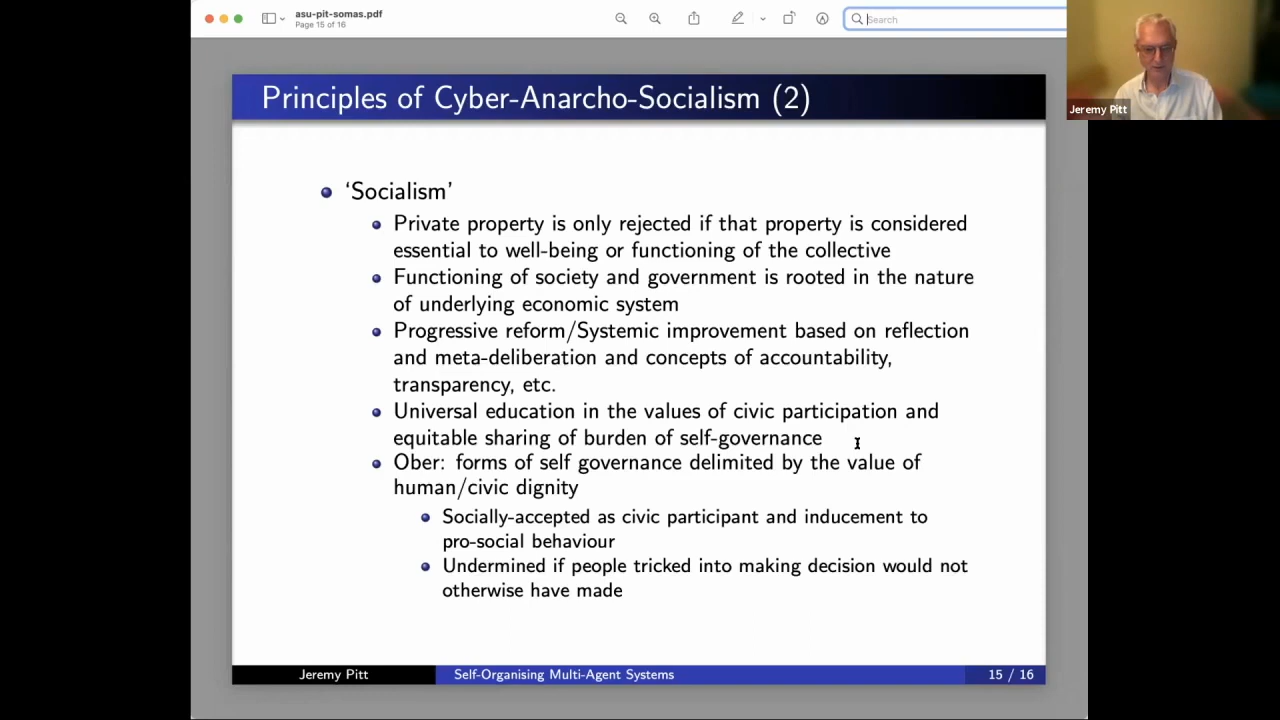 asu-pit-somas.pdf
Page 15 of 16
Search
Jeremy Pitt
Principles of Cyber-Anarcho-Socialism (2)
‘Socialism’
Private property is only rejected if that property is considered
essential to well-being or functioning of the collective
Functioning of society and government is rooted in the nature
of underlying economic system
Progressive reform/Systemic improvement based on reflection
and meta-deliberation and concepts of accountability,
transparency, etc.
Universal education in the values of civic participation and
equitable sharing of burden of self-governance
Ober: forms of self governance delimited by the value of
human/civic dignity
Socially-accepted as civic participant and inducement to
pro-social behaviour
Undermined if people tricked into making decision would not
otherwise have made
Jeremy Pitt Self-Organising Multi-Agent Systems 15 / 16